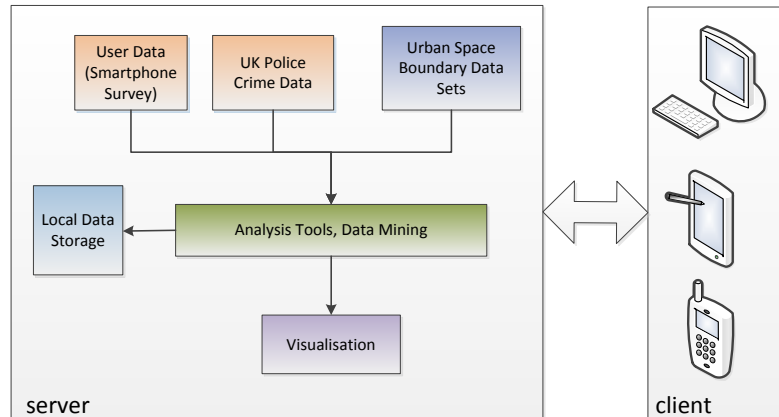 User Data
(Smartphone
Survey)
UK Police
Crime Data
Urban Space
Boundary Data
Sets
Local Data
Storage
Analysis Tools, Data Mining
Visualisation
server
client